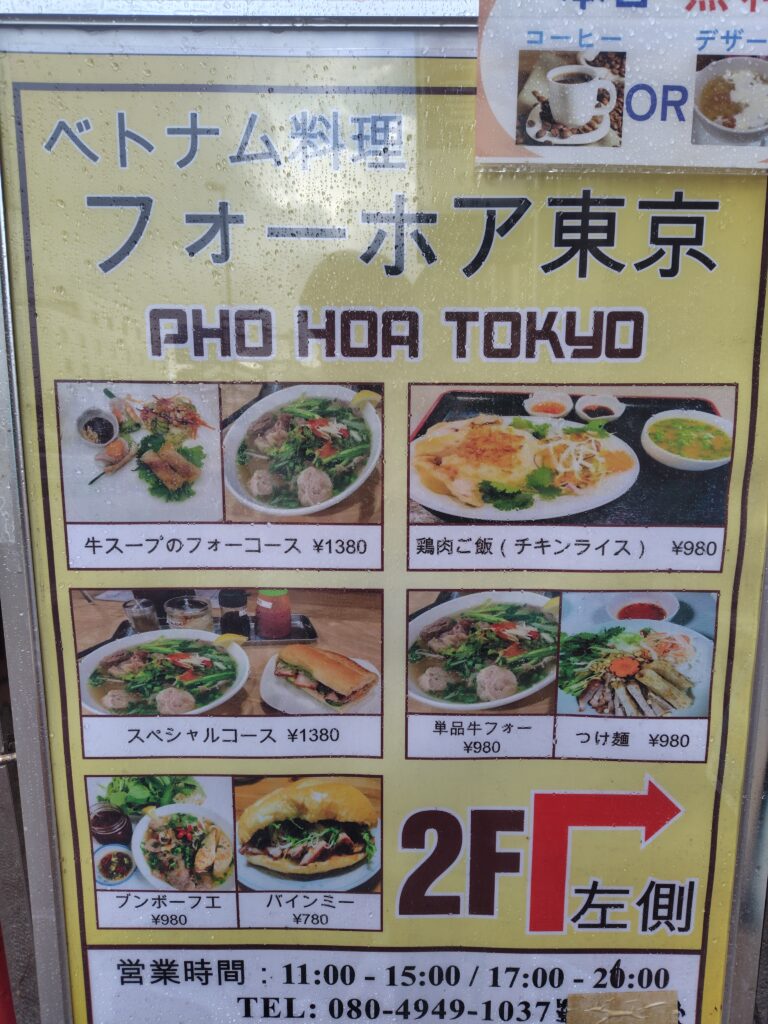 コーヒー
デザー
OR
ベトナム料理
フォーホア東京
PHO HOA TOKYO
牛スープのフォーコース ¥1380
鶏肉ご飯 ( チキンライス ) ¥980
スペシャルコース ¥1380
単品牛フォー
¥980
つけ麺 ¥980
ブンボーフエ
¥980
バインミー
¥780
2F
左側
営業時間 : 11:00 - 15:00 / 17:00 -
TEL: 080-4949-1037